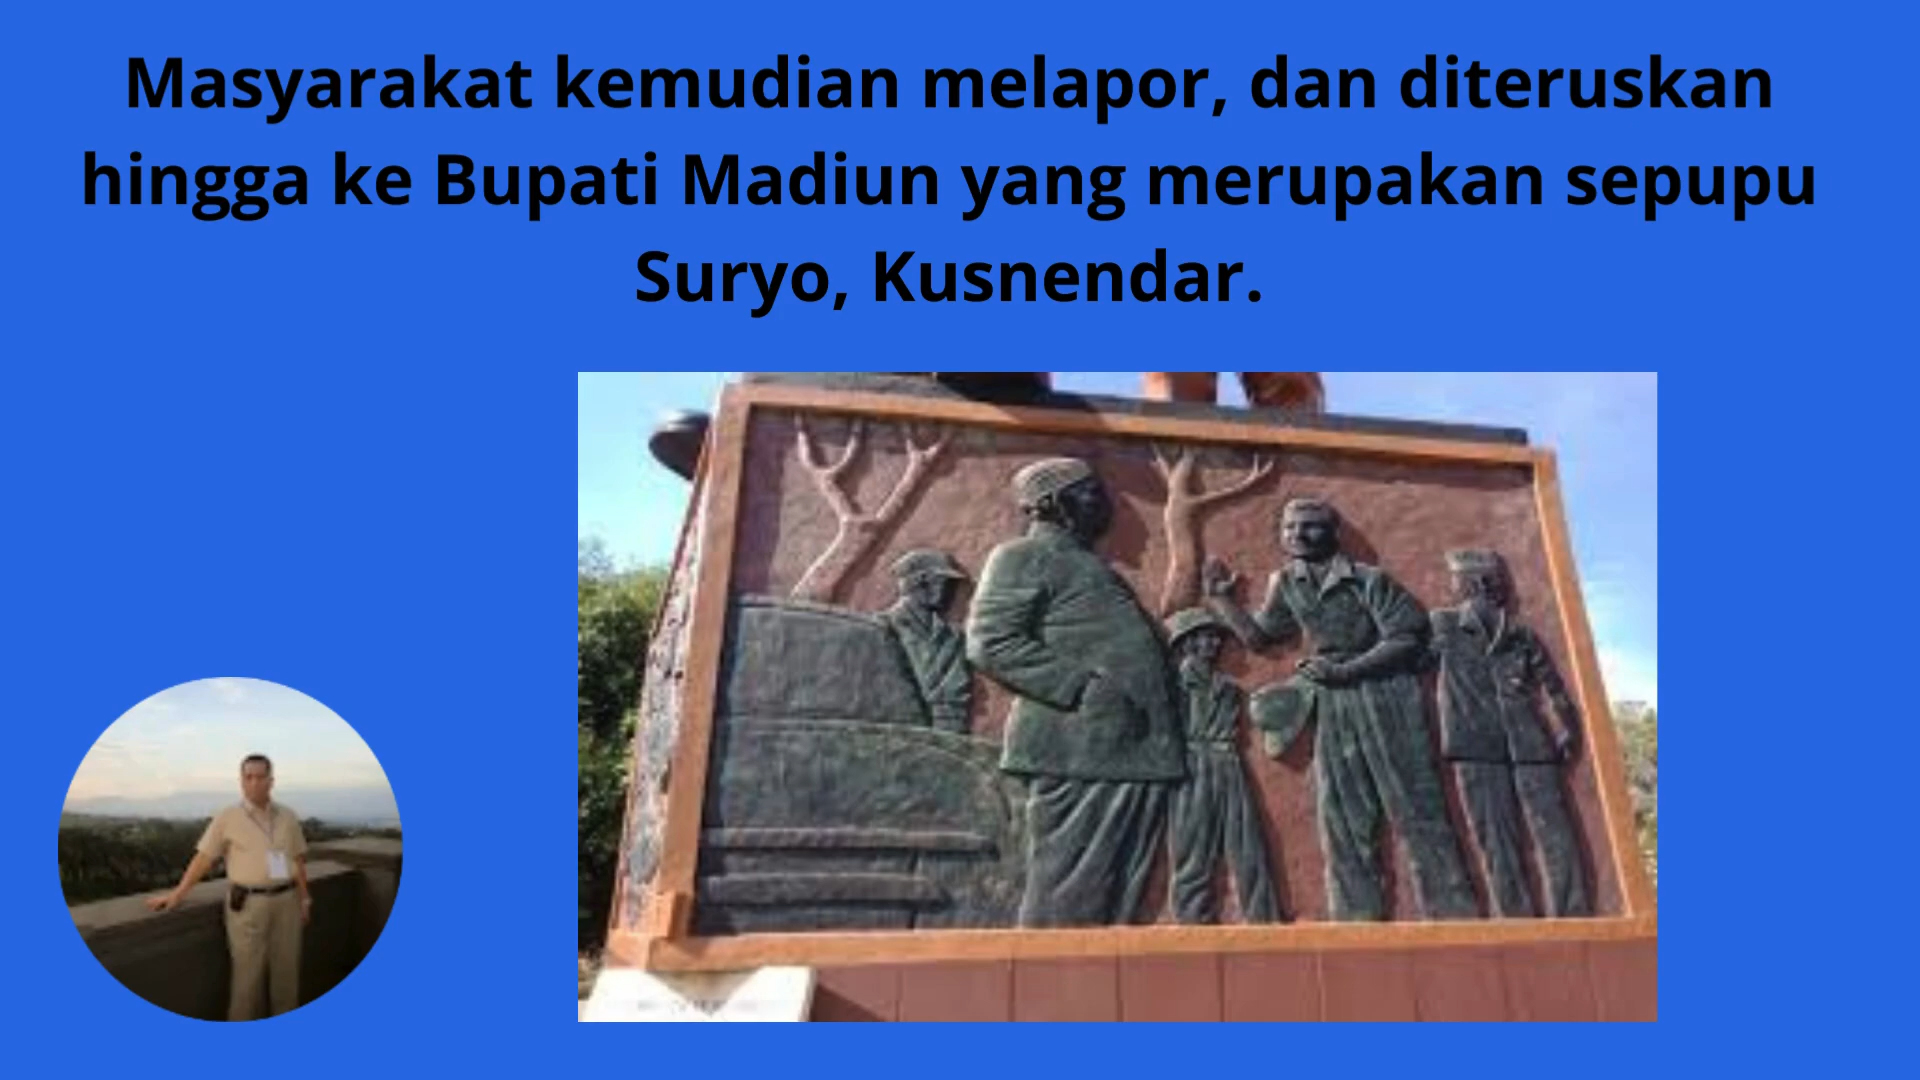 Masyarakat kemudian melapor, dan diteruskan
hingga ke Bupati Madiun yang merupakan sepupu
Suryo, Kusnendar.